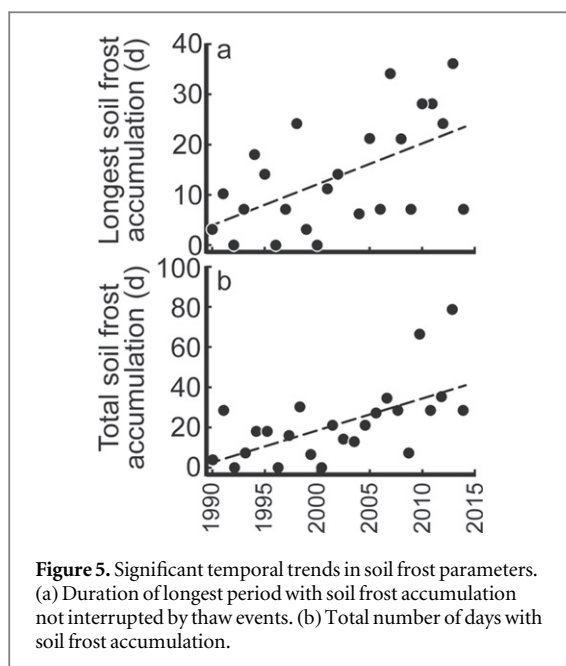 40
a
30
20
10
0
Longest soil frost
accumulation (d)
100
b
80
60
40
20
0
Total soil frost
accumulation (d)
1990
1995
2000
2005
2010
2015
Figure 5. Significant temporal trends in soil frost parameters.
(a) Duration of longest period with soil frost accumulation
not interrupted by thaw events. (b) Total number of days with
soil frost accumulation.